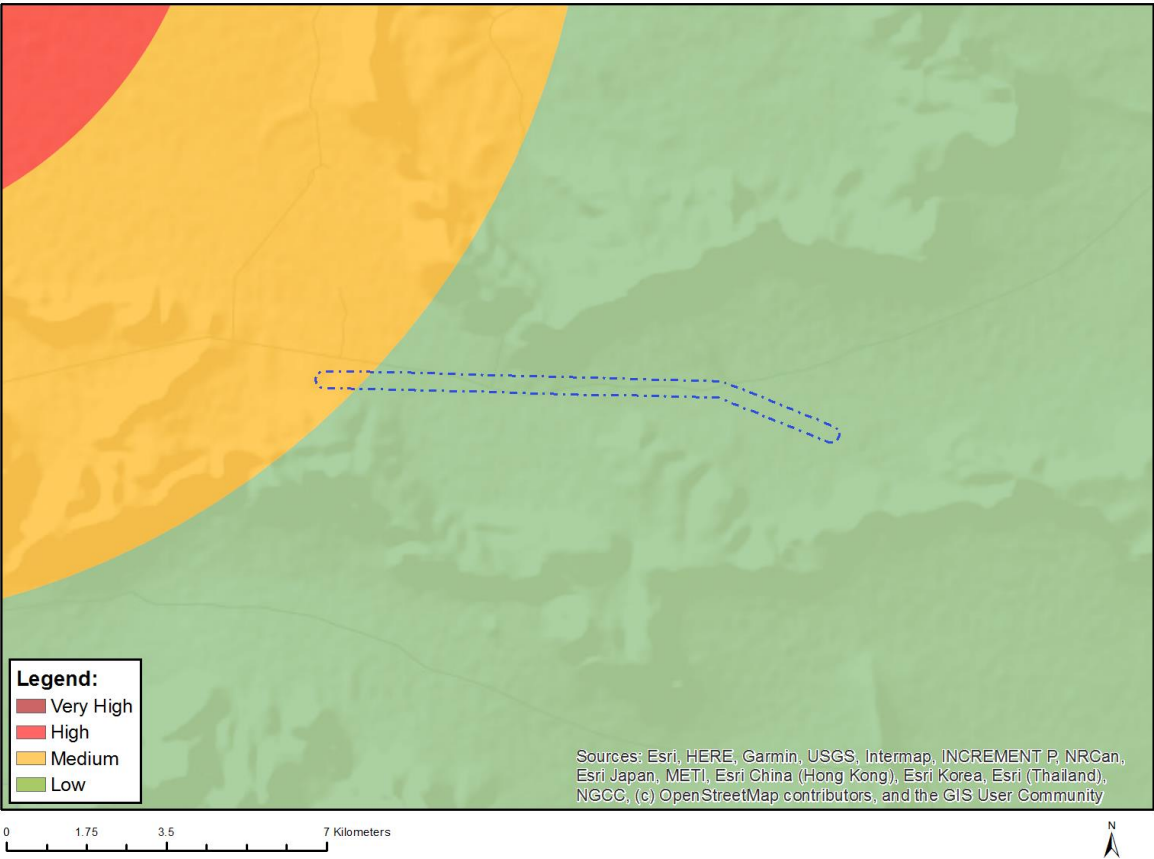 Legend:
Very High
High
Medium
Low
Sources: Esri, HERE, Garmin, USGS, Intermap, INCREMENT P, NRCan,
Esri Japan, METI, Esri China (Hong Kong), Esri Korea, Esri (Thailand),
NGCC, (c) OpenStreetMap contributors, and the GIS User Community
0 1.75 3.5 7 Kilometers
N